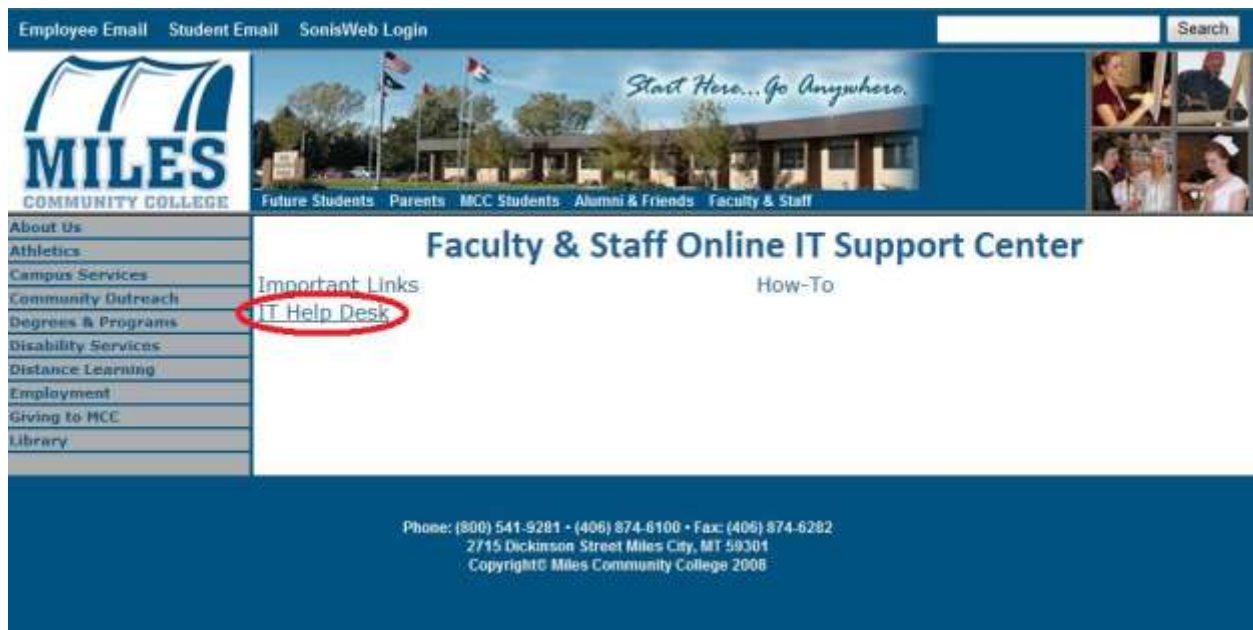 Employee Email Student Email SonisWeb Login Search
Start Here...Go Anywhere.
MILES
COMMUNITY COLLEGE
Future Students Parents MCC Students Alumni & Friends Faculty & Staff
About Us
Athletics
Campus Services
Community Outreach
Degrees & Programs
Disability Services
Distance Learning
Employment
Giving to MCC
Library
Faculty & Staff Online IT Support Center
Important Links How-To
IT Help Desk
Phone: (800) 541-9281 • (406) 874-6100 • Fax: (406) 874-6282
2715 Dickinson Street Miles City, MT 59301
Copyright© Miles Community College 2008